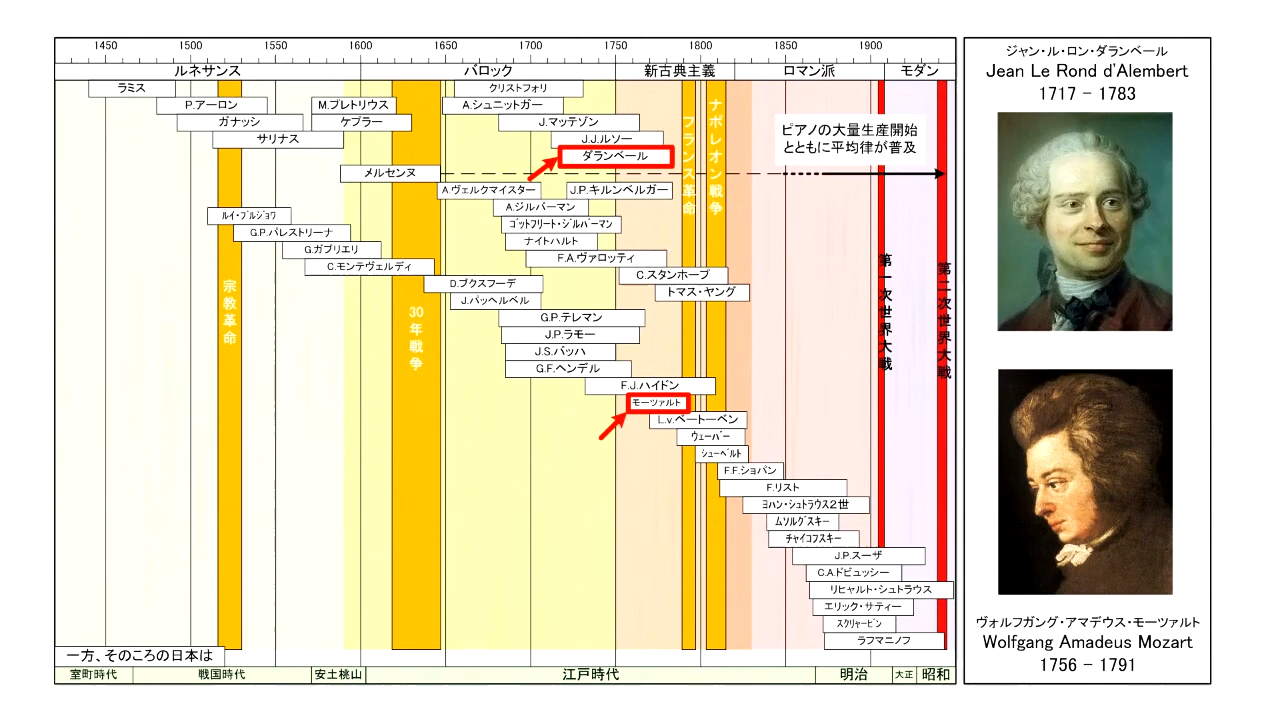 1450 1500 1550 1600 1650 1700 1750 1800 1850 1900
ルネサンス バロック 新古典主義 ロマン派 モダン
ラミス
クリストフォリ
P.アーロン
M.プレトリウス
A.シュニットガー
ガナッシ
ケプラー
J.マッテゾン
サリナス
J.J.ルソー
ダランベール
メルセンヌ
A.ヴェルクマイスター
J.P.キルンベルガー
A.ジルバーマン
ルイ・ブルジョワ
ゴットフリート・ジルバーマン
G.P.パレストリーナ
ナイトハルト
G.ガブリエリ
F.A.ヴァロッティ
C.モンテヴェルディ
C.スタンホープ
D.ブクステフーデ
トマス・ヤング
J.パッヘルベル
G.P.テレマン
J.P.ラモー
J.S.バッハ
G.F.ヘンデル
F.J.ハイドン
モーツァルト
L.v.ベートーベン
ウェーバー
シューベルト
F.F.ショパン
F.リスト
ヨハン・シュトラウス2世
ムソルグスキー
チャイコフスキー
J.P.スーザ
C.A.ドビュッシー
リヒャルト・シュトラウス
エリック・サティー
スクリャービン
ラフマニノフ
宗教革命
30年戦争
フランス革命
ナポレオン戦争
第一次世界大戦
第二次世界大戦
ピアノの大量生産開始
とともに平均律が普及
一方、そのころの日本は
室町時代 戦国時代 安土桃山 江戸時代 明治 大正 昭和
ジャン・ル・ロン・ダランベール
Jean Le Rond d'Alembert
1717 – 1783
ヴォルフガング・アマデウス・モーツァルト
Wolfgang Amadeus Mozart
1756 – 1791